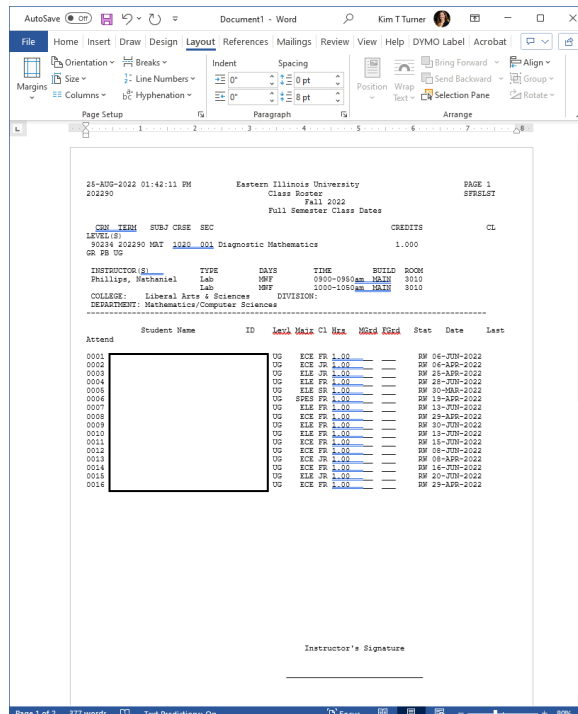 AutoSave Off Document1 - Word Kim T Turner
File Home Insert Draw Design Layout References Mailings Review View Help DYMO Label Acrobat
Orientation Breaks Indent Spacing Bring Forward Align
Size Line Numbers 0" 0 pt Send Backward Group
Margins Columns Hyphenation 0" 8 pt Position Wrap Text Selection Pane Rotate
Page Setup Paragraph Arrange
1 2 3 4 5 6 7 8
25-AUG-2022 01:42:11 PM Eastern Illinois University PAGE 1
202290 Class Roster SFRSLST
Fall 2022
Full Semester Class Dates
CRN TERM SUBJ CRSE SEC CREDITS CL
LEVEL(S)
90234 202290 MAT 1020 001 Diagnostic Mathematics 1.000
GR PB UG
INSTRUCTOR(S) TYPE DAYS TIME BUILD ROOM
Phillips, Nathaniel Lab MWF 0900-0950am MAIN 3010
Lab MWF 1000-1050am MAIN 3010
COLLEGE: Liberal Arts & Sciences DIVISION:
DEPARTMENT: Mathematics/Computer Sciences
Student Name ID Levl Majr Cl Hrs MGrd FGrd Stat Date Last
Attend
0001 UG ECE FR 1.00 RW 06-JUN-2022
0002 UG ECE JR 1.00 RW 06-APR-2022
0003 UG ELE JR 1.00 RW 25-APR-2022
0004 UG ELE JR 1.00 RW 28-JUN-2022
0005 UG ELE SR 1.00 RW 30-MAR-2022
0006 UG SPES FR 1.00 RW 19-APR-2022
0007 UG ELE FR 1.00 RW 13-JUN-2022
0008 UG ECE FR 1.00 RW 29-APR-2022
0009 UG ELE FR 1.00 RW 30-JUN-2022
0010 UG ELE FR 1.00 RW 13-JUN-2022
0011 UG ECE FR 1.00 RW 15-JUN-2022
0012 UG ECE FR 1.00 RW 08-JUN-2022
0013 UG ECE JR 1.00 RW 08-APR-2022
0014 UG ECE FR 1.00 RW 16-JUN-2022
0015 UG ELE JR 1.00 RW 20-JUN-2022
0016 UG ECE FR 1.00 RW 29-APR-2022
Instructor's Signature
Page 1 of 2 377 words Text Predictions: On Focus 80%